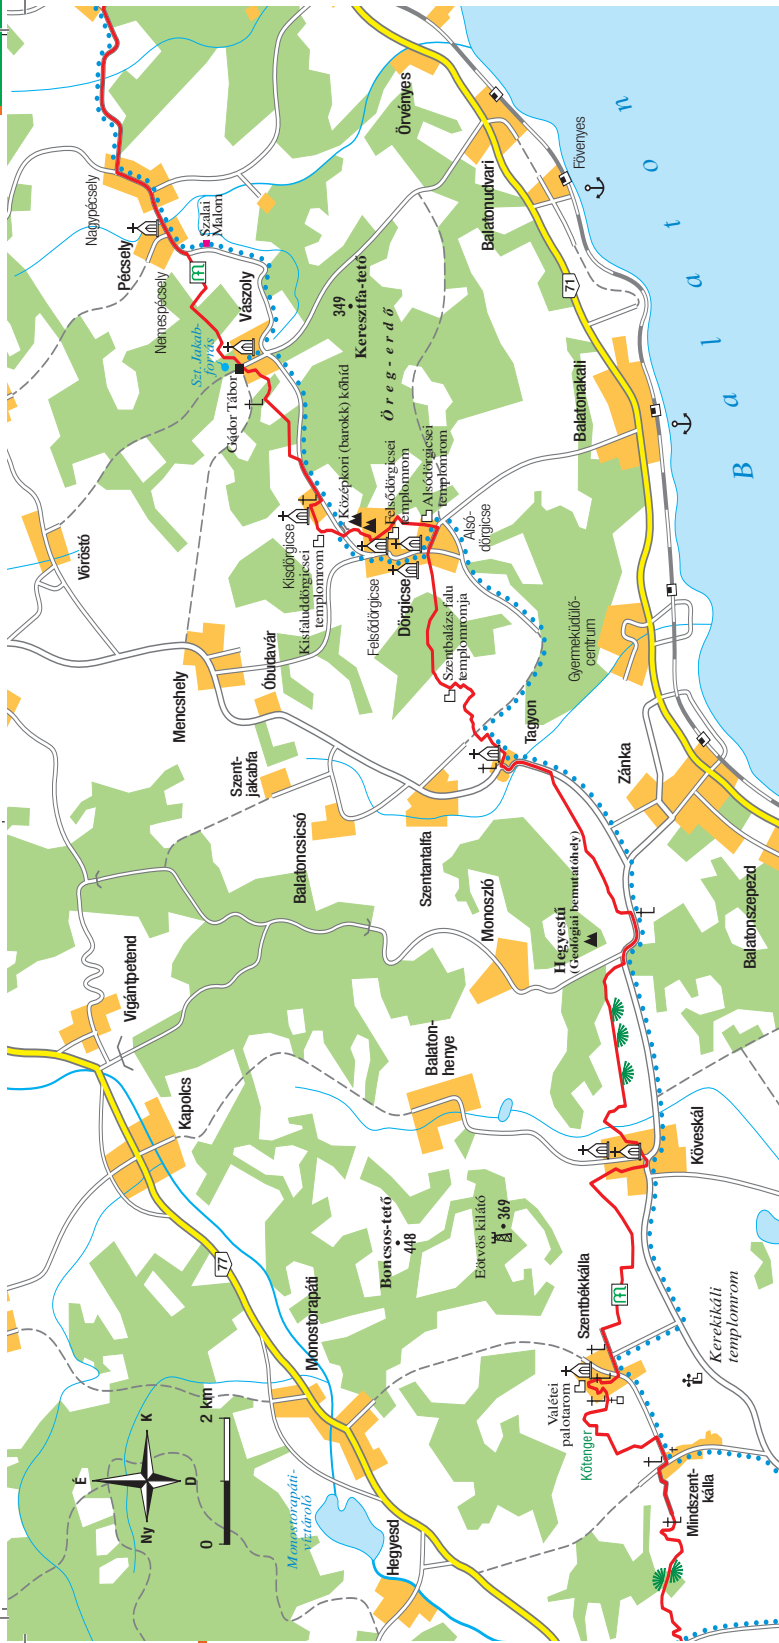 Nagypécsely
Pécsely
Nemespécsely
Szalai
Malom
Vászoly
Szt. Jakab-
forrás
Gádor Tábor
349
Keresztfa-tető
Öreg-erdő
Középkori (barokk) kőhíd
Felsődörgicsei
templomrom
Alsódörgicsei
templomrom
Kisdörgicse
Kisfaluddörgicsei
templomrom
Felsődörgicse
Dörgicse
Alsó-
dörgicse
Szentbalázs falu
templomromja
Örvényes
Balatonudvari
Fövenyes
71
Balatonakali
Balaton
Gyermeküdülő-
centrum
Vöröstó
Mencshely
Óbudavár
Szent-
jakabfa
Balatoncsicsó
Szentantalfa
Tagyon
Zánka
Monoszló
Hegyestű
(Geológiai bemutatóhely)
Balatonszepezd
Vigántpetend
Kapolcs
Balaton-
henye
Köveskál
77
Boncsos-tető
448
Eötvös kilátó
369
Monostorapáti
Szentbékkálla
Kerekikáli
templomrom
Valétei
palotarom
Kőtenger
Mindszent-
kálla
Monostorapáti-
víztároló
Hegyesd
É
K
D
Ny
0
2 km